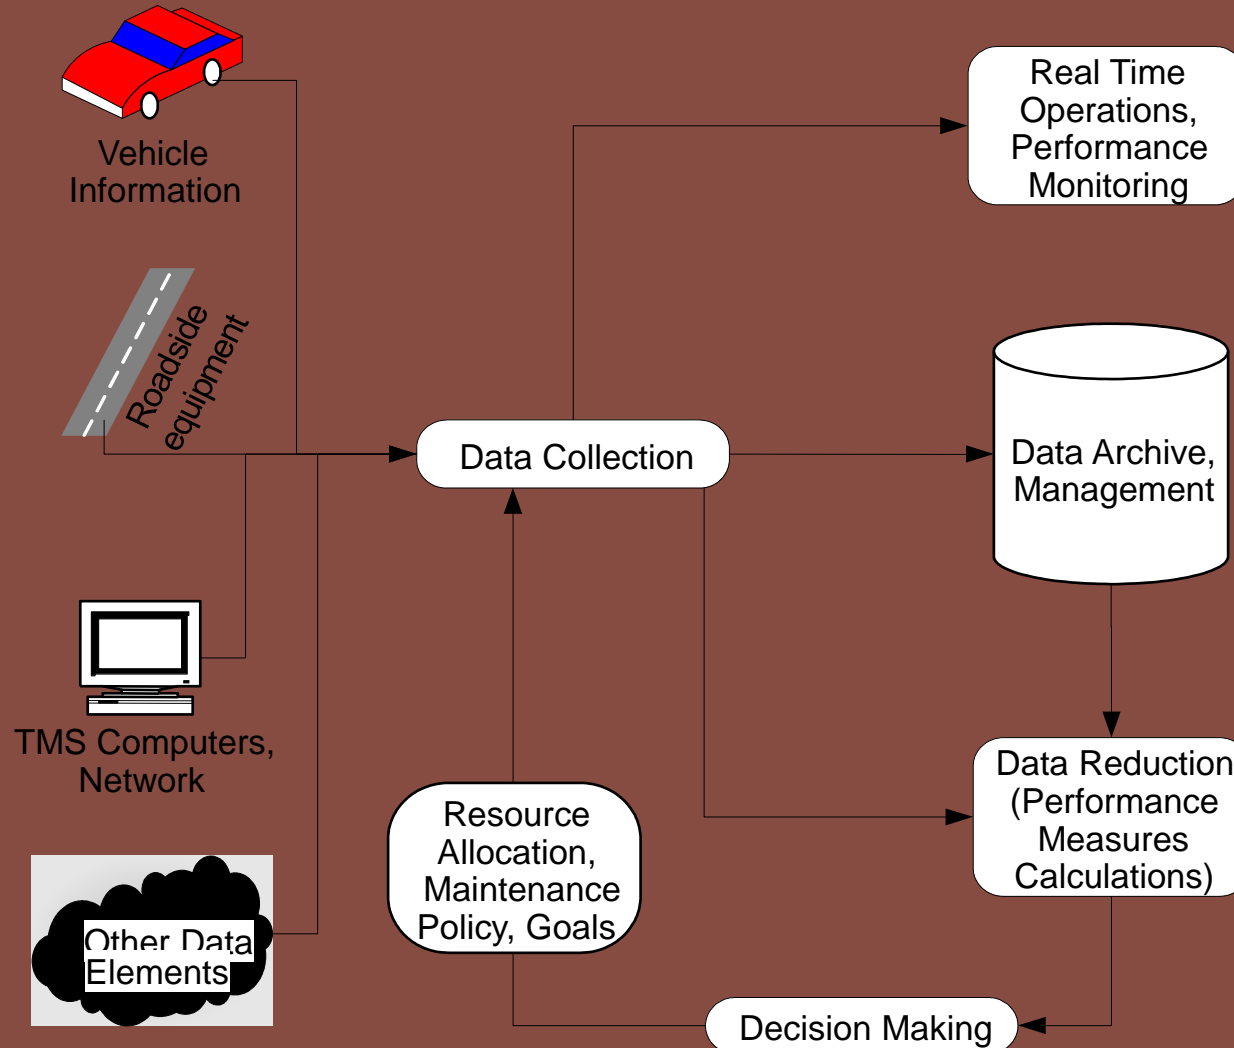 Vehicle
Information
Real Time
Operations,
Performance
Monitoring
Roadside
equipment
Data Collection
Data Archive,
Management
TMS Computers,
Network
Resource
Allocation,
Maintenance
Policy, Goals
Data Reduction
(Performance
Measures
Calculations)
Other Data
Elements
Decision Making